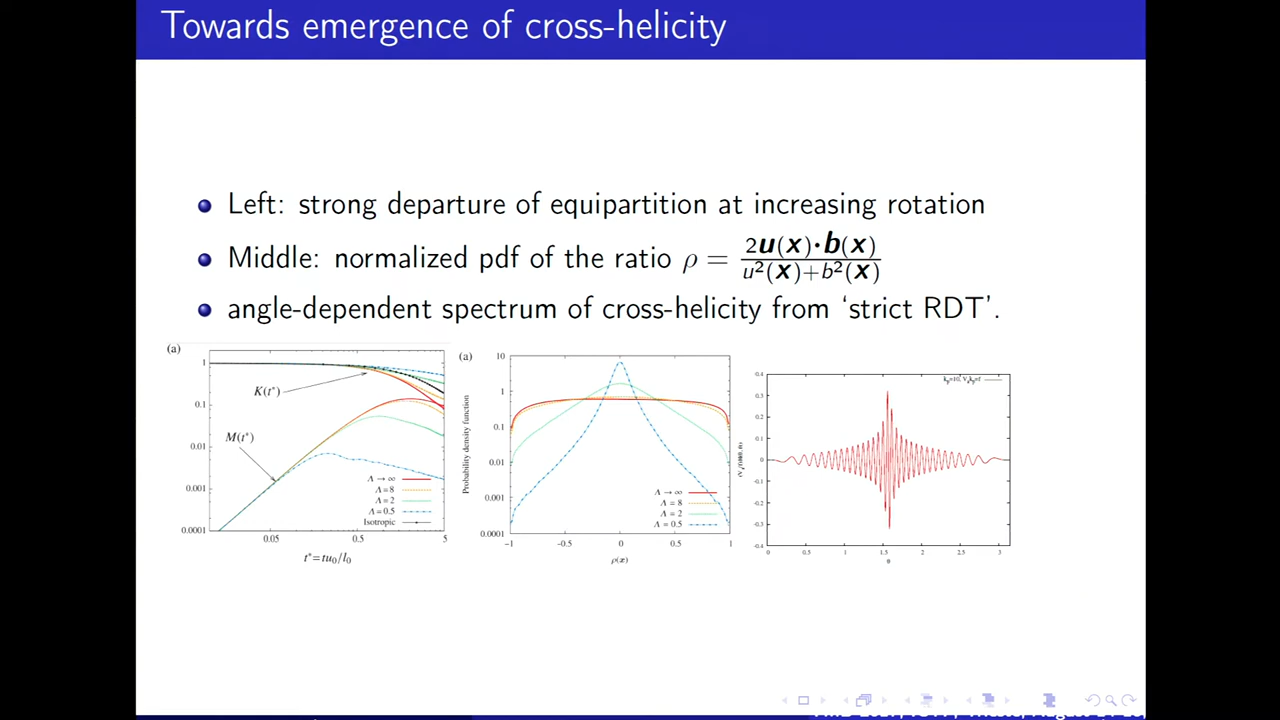 Towards emergence of cross-helicity
Left: strong departure of equipartition at increasing rotation
Middle: normalized pdf of the ratio ρ = 2u(x)·b(x) / u²(x)+b²(x)
angle-dependent spectrum of cross-helicity from ‘strict RDT’.
(a)
1
0.1
0.01
0.001
0.0001
K(t*)
M(t*)
Λ → ∞
Λ = 8
Λ = 2
Λ = 0.5
Isotropic
0.05 0.5 5
t*=tu₀/l₀
(a)
Probability density function
10
1
0.1
0.01
0.001
0.0001
Λ → ∞
Λ = 8
Λ = 2
Λ = 0.5
−1 −0.5 0 0.5 1
ρ(x)
0.4
0.3
0.2
0.1
0
-0.1
-0.2
-0.3
-0.4
0 0.5 1 1.5 2 2.5 3
θ